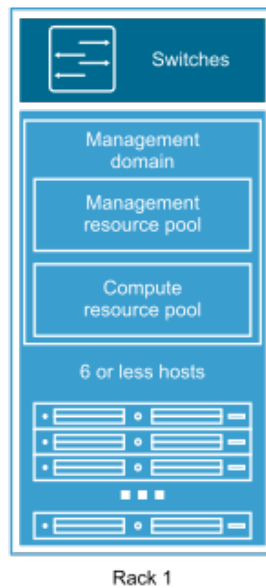 Switches
Management
domain
Management
resource pool
Compute
resource pool
6 or less hosts
Rack 1